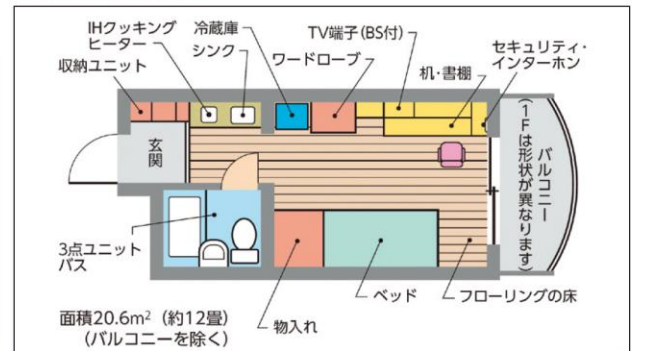 IHクッキング
ヒーター
冷蔵庫
シンク
収納ユニット
TV端子(BS付)
ワードローブ
机・書棚
セキュリティ・
インターホン
玄関
バルコニー
(1Fは形状が異なります)
3点ユニット
バス
ベッド
フローリングの床
物入れ
面積20.6m²（約12畳）
（バルコニーを除く）